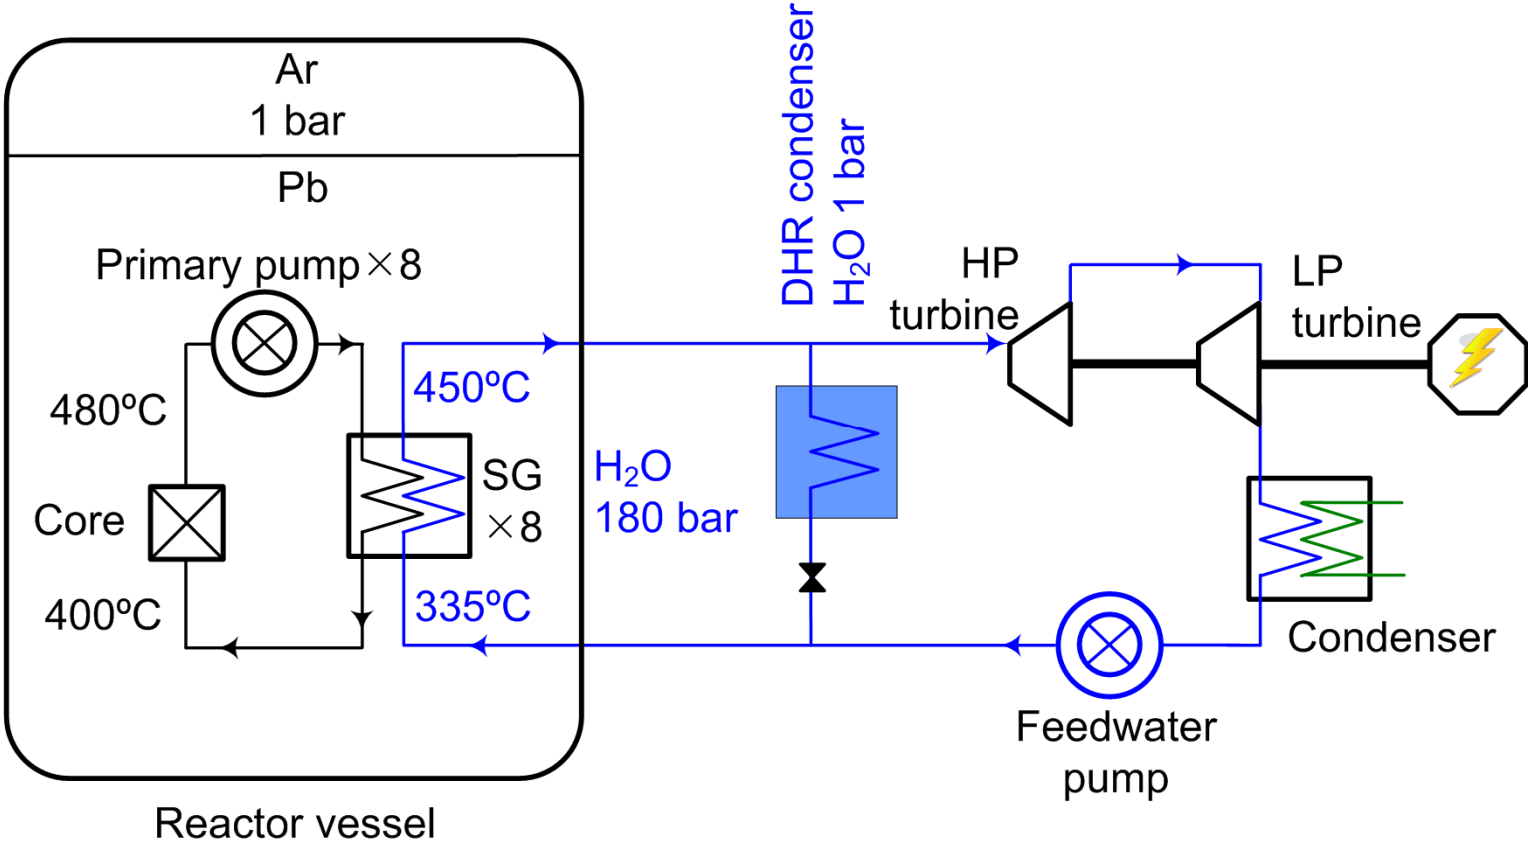 Ar
1 bar
Pb
Primary pump×8
480ºC
Core
400ºC
450ºC
SG
×8
335ºC
H₂O
180 bar
DHR condenser
H₂O 1 bar
HP
turbine
LP
turbine
Condenser
Feedwater
pump
Reactor vessel